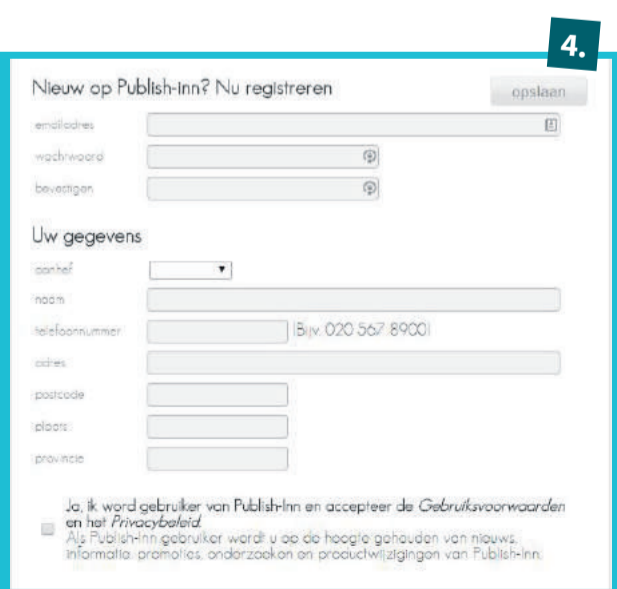 4.
Nieuw op Publish-inn? Nu registreren
opslaan
emailadres
wachtwoord
bevestigen
Uw gegevens
aanhef
naam
telefoonnummer (Bijv. 020 567 8900)
adres
postcode
plaats
provincie
Ja, ik word gebruiker van Publish-Inn en accepteer de Gebruiksvoorwaarden
en het Privacybeleid.
Als Publish-Inn gebruiker wordt u op de hoogte gehouden van nieuws,
informatie, promoties, onderzoeken en productwijzigingen van Publish-Inn.